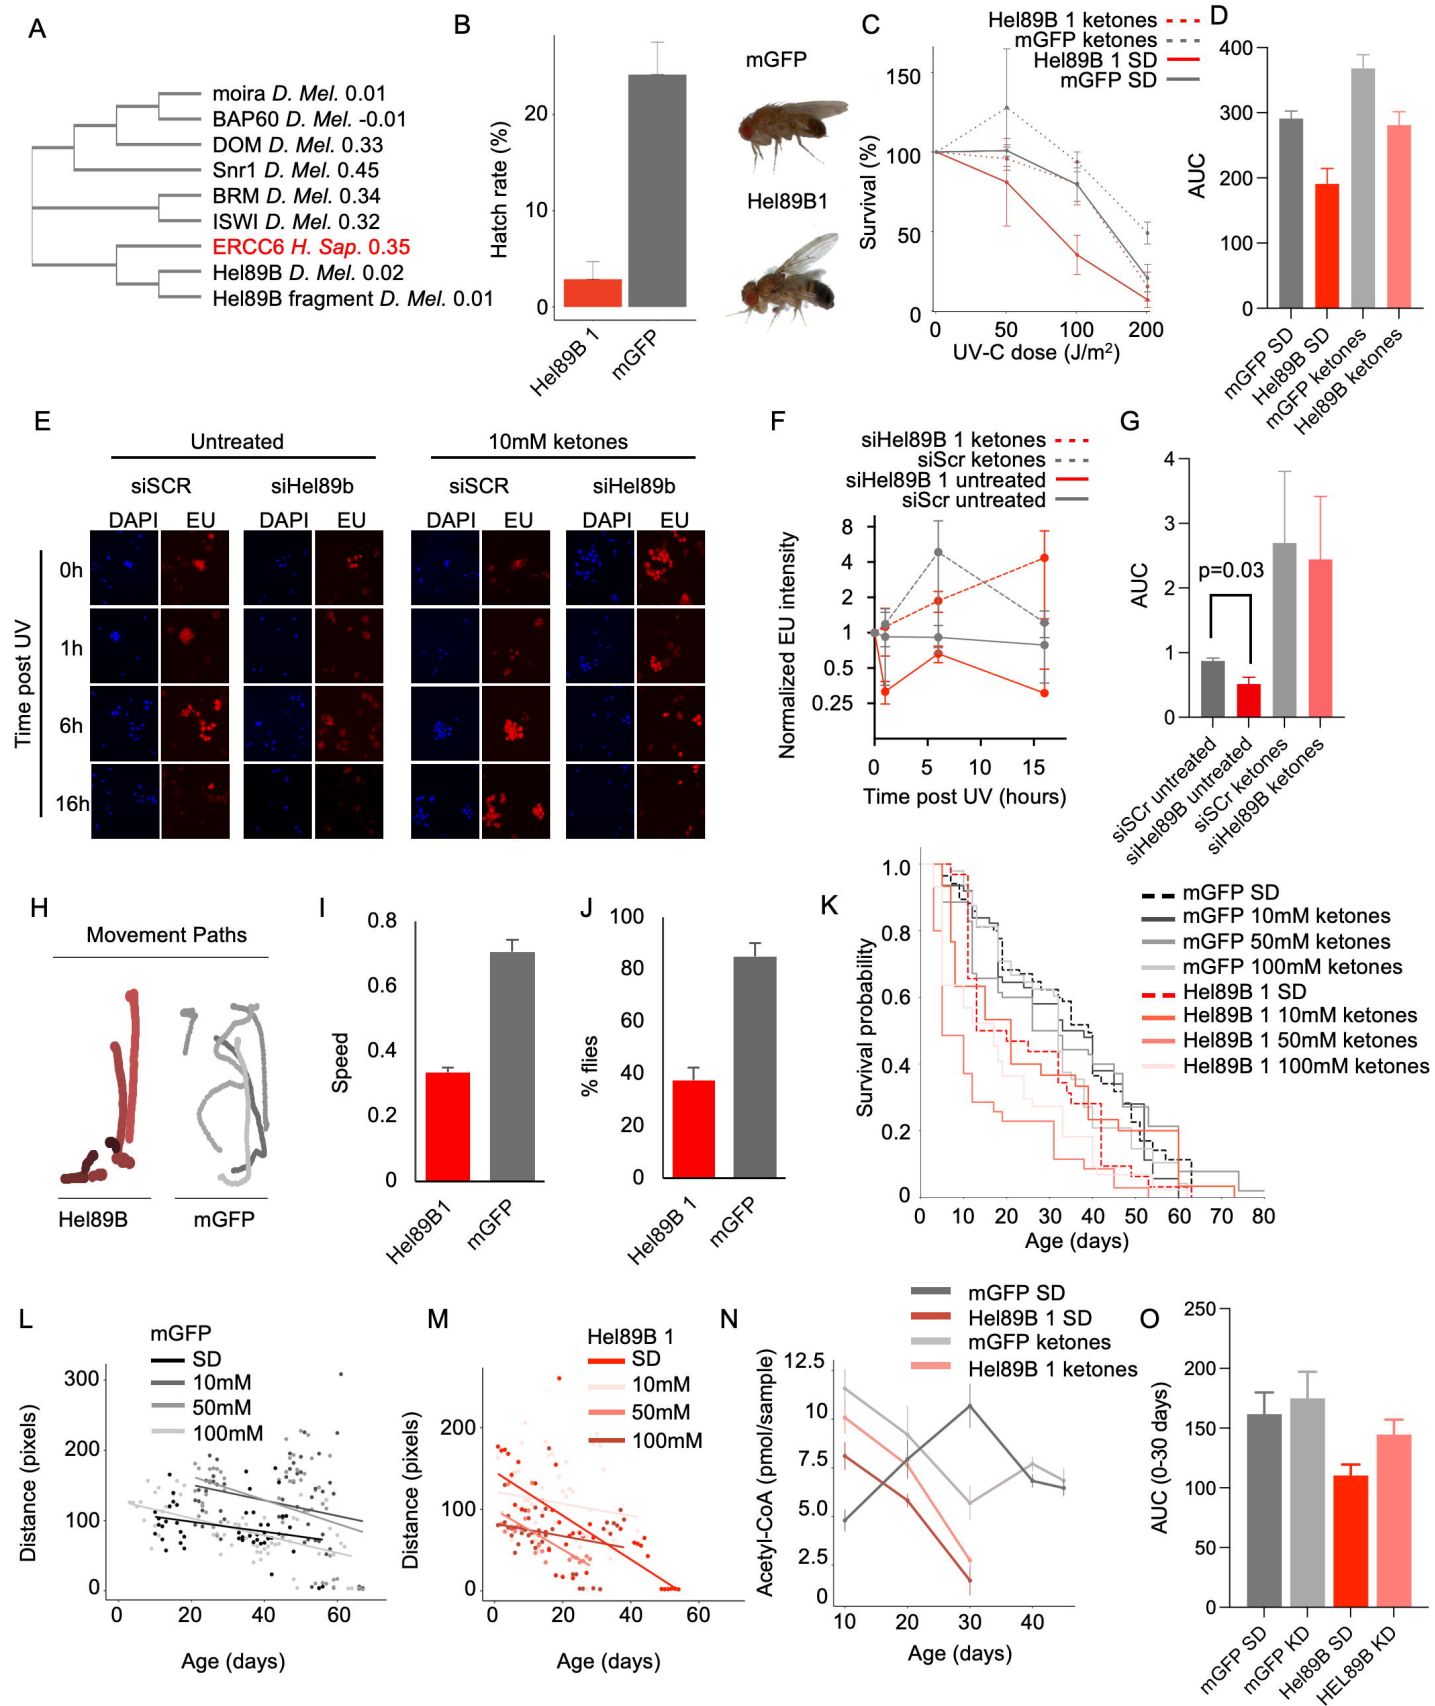 A
moira D. Mel. 0.01
BAP60 D. Mel. -0.01
DOM D. Mel. 0.33
Snr1 D. Mel. 0.45
BRM D. Mel. 0.34
ISWI D. Mel. 0.32
ERCC6 H. Sap. 0.35
Hel89B D. Mel. 0.02
Hel89B fragment D. Mel. 0.01
B
Hatch rate (%)
20
10
0
Hel89B 1
mGFP
mGFP
Hel89B1
C
Hel89B 1 ketones
mGFP ketones
Hel89B 1 SD
mGFP SD
Survival (%)
150
100
50
0
0
50
100
200
UV-C dose (J/m²)
D
AUC
400
300
200
100
0
mGFP SD
Hel89B SD
mGFP ketones
Hel89B ketones
E
Untreated
10mM ketones
siSCR
siHel89b
siSCR
siHel89b
DAPI
EU
DAPI
EU
DAPI
EU
DAPI
EU
Time post UV
0h
1h
6h
16h
F
siHel89B 1 ketones
siScr ketones
siHel89B 1 untreated
siScr untreated
Normalized EU intensity
8
4
2
1
0.5
0.25
0
5
10
15
Time post UV (hours)
G
AUC
4
3
2
1
0
p=0.03
siSCr untreated
siHel89B untreated
siSCr ketones
siHel89B ketones
H
Movement Paths
Hel89B
mGFP
I
Speed
0.8
0.6
0.4
0.2
0
Hel89B1
mGFP
J
% flies
100
80
60
40
20
0
Hel89B 1
mGFP
K
Survival probability
1.0
0.8
0.6
0.4
0.2
0
0
10
20
30
40
50
60
70
80
Age (days)
mGFP SD
mGFP 10mM ketones
mGFP 50mM ketones
mGFP 100mM ketones
Hel89B 1 SD
Hel89B 1 10mM ketones
Hel89B 1 50mM ketones
Hel89B 1 100mM ketones
L
mGFP
SD
10mM
50mM
100mM
Distance (pixels)
300
200
100
0
0
20
40
60
Age (days)
M
Hel89B 1
SD
10mM
50mM
100mM
Distance (pixels)
200
100
0
0
20
40
60
Age (days)
N
mGFP SD
Hel89B 1 SD
mGFP ketones
Hel89B 1 ketones
Acetyl-CoA (pmol/sample)
12.5
10
7.5
5.0
2.5
0
10
20
30
40
Age (days)
O
AUC (0-30 days)
250
200
150
100
50
0
mGFP SD
mGFP KD
Hel89B SD
HEL89B KD